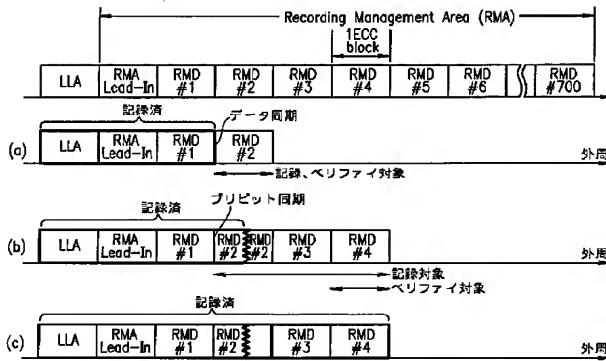 Recording Management Area (RMA)
1ECC
block
LLA RMA Lead-In RMD #1 RMD #2 RMD #3 RMD #4 RMD #5 RMD #6 RMD #700
記録済
データ同期
(a) LLA RMA Lead-In RMD #1 RMD #2 外周
記録、ベリファイ対象
記録済
プリピット同期
(b) LLA RMA Lead-In RMD #1 RMD #2 RMD #2 RMD #3 RMD #4 外周
記録対象
ベリファイ対象
記録済
(c) LLA RMA Lead-In RMD #1 RMD #2 RMD #3 RMD #4 外周